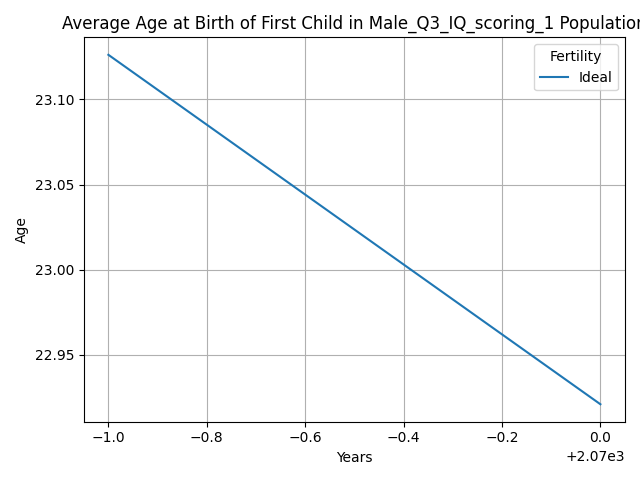 Average Age at Birth of First Child in Male_Q3_IQ_scoring_1 Population
Fertility
Ideal
23.10
23.05
23.00
22.95
Age
−1.0 −0.8 −0.6 −0.4 −0.2 0.0
+2.07e3
Years